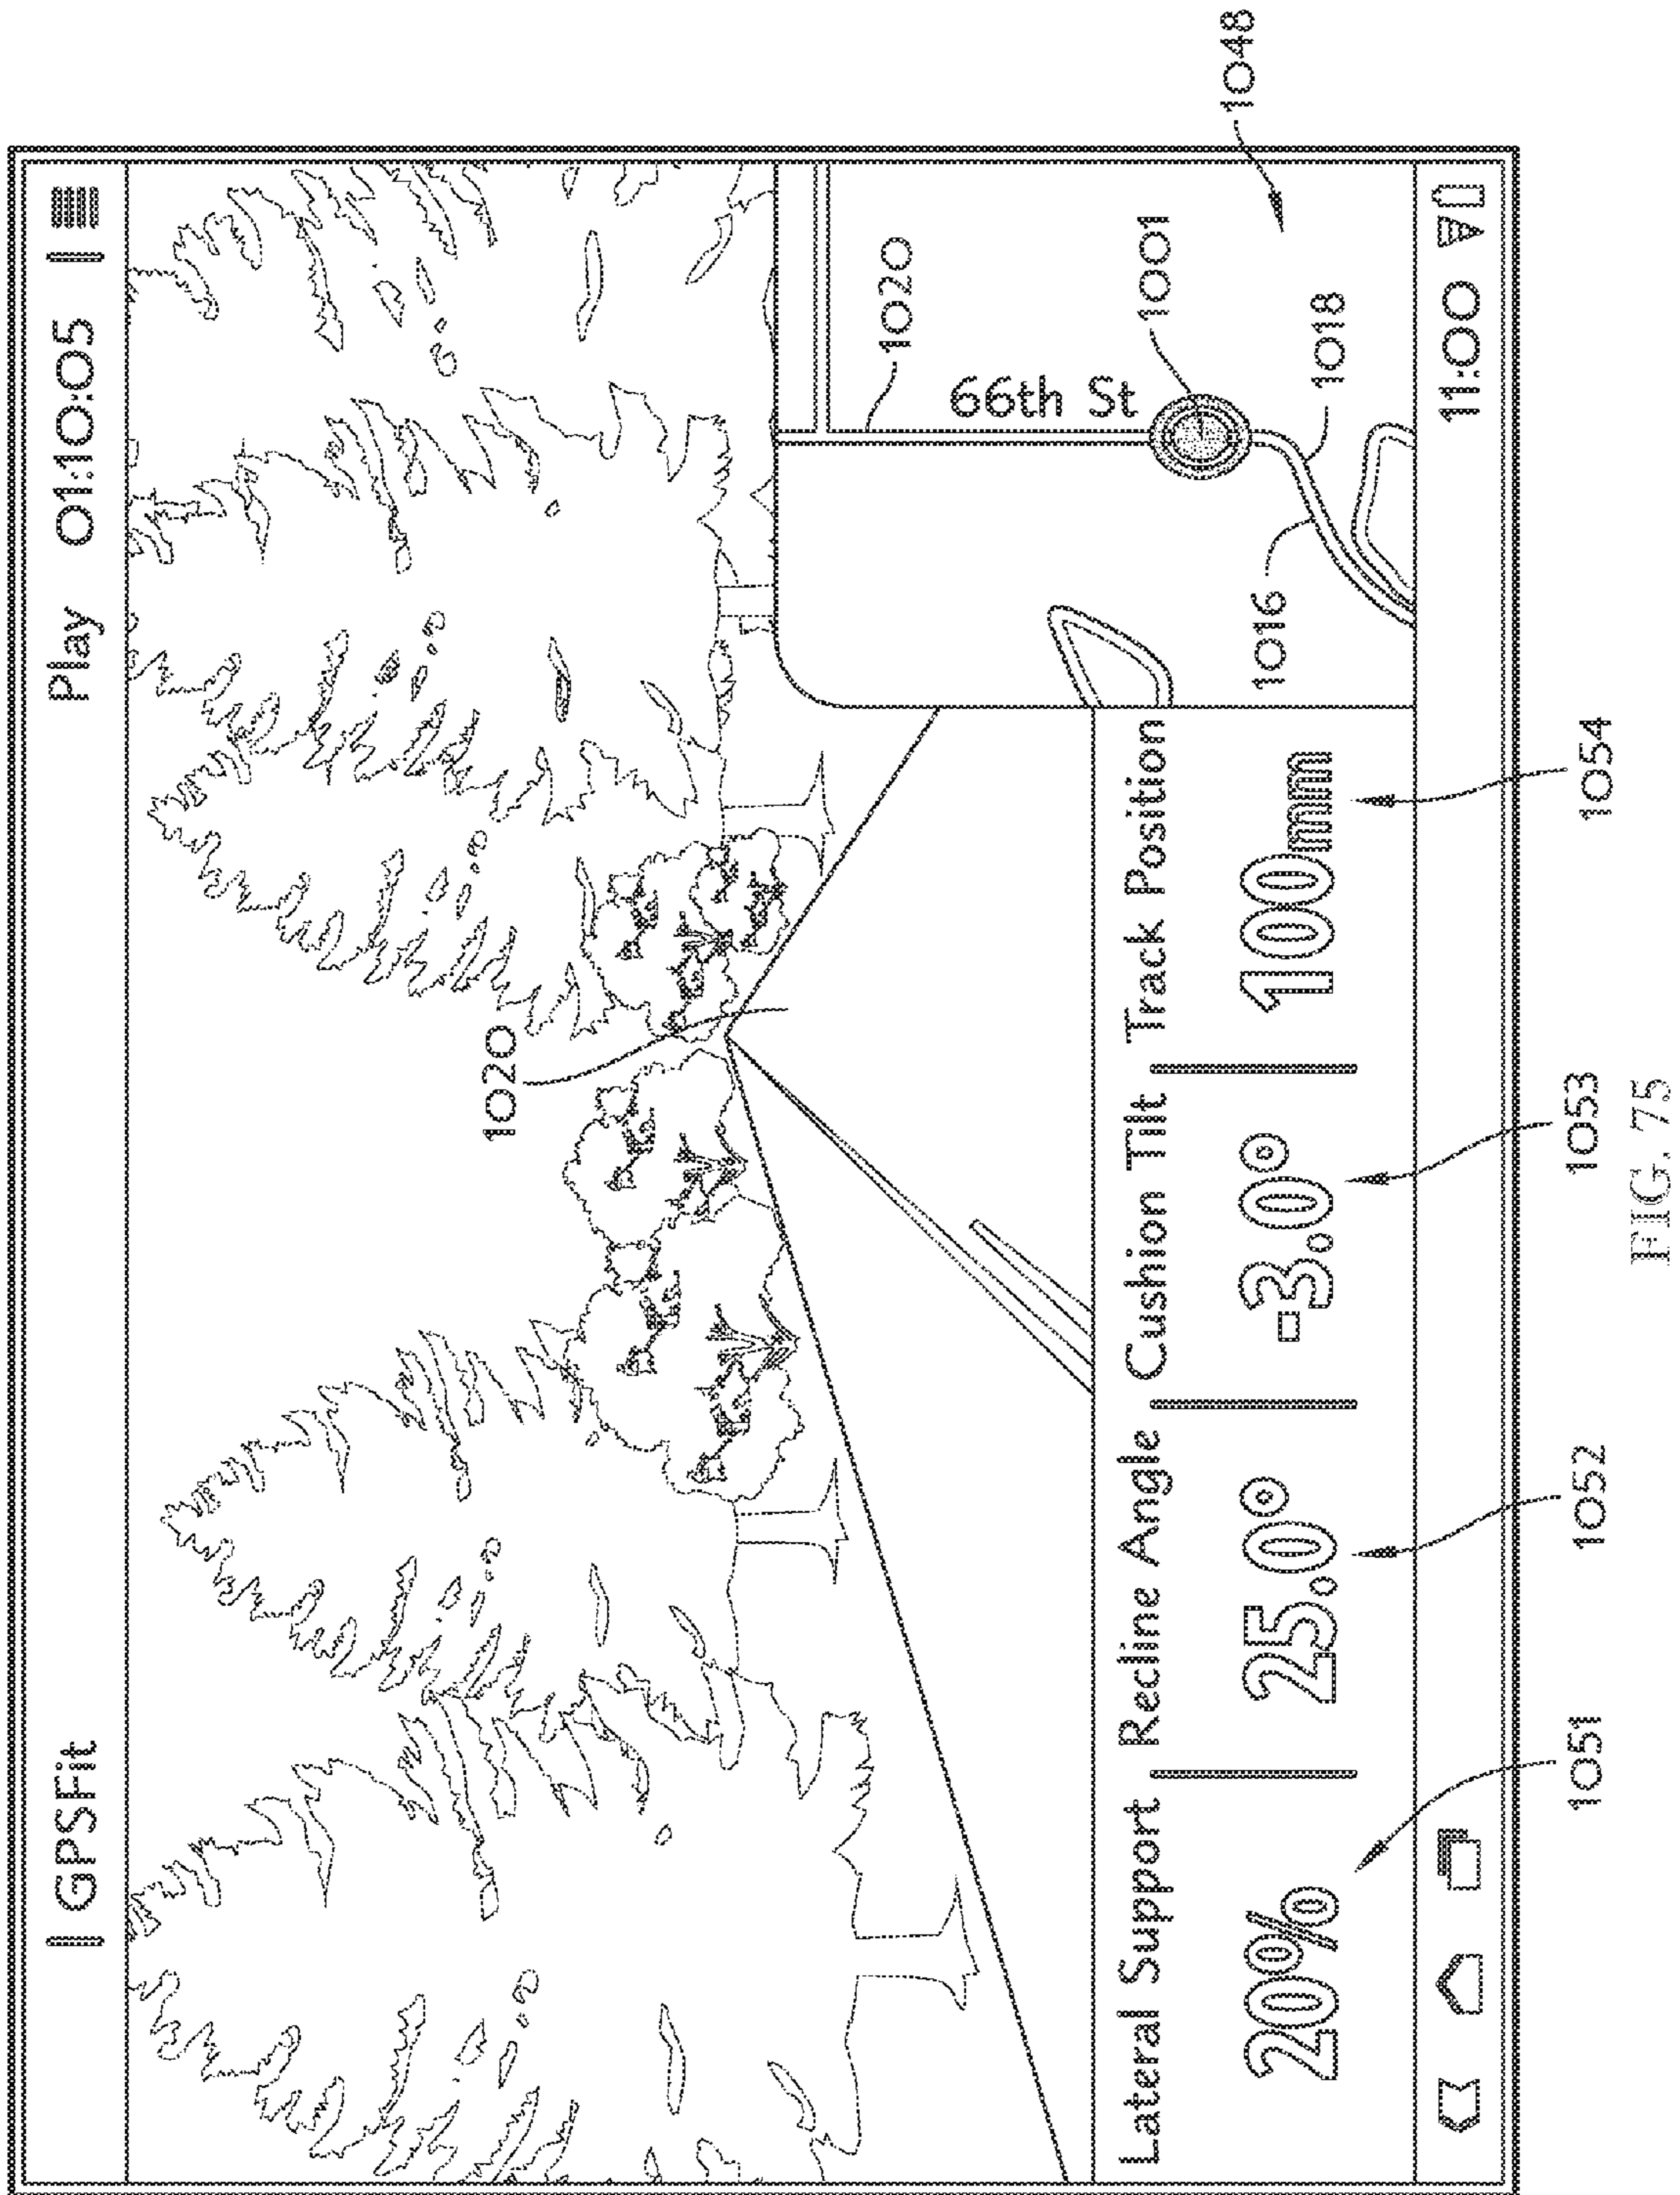 | GPSFit
Play 01:10:05 | ≡
1020
1020
66th St
1001
1048
1016
1018
Lateral Support | Recline Angle | Cushion Tilt | Track Position
20% | 25.0° | -3.0° | 100mm
11:00
1051
1052
1053
1054
FIG. 75